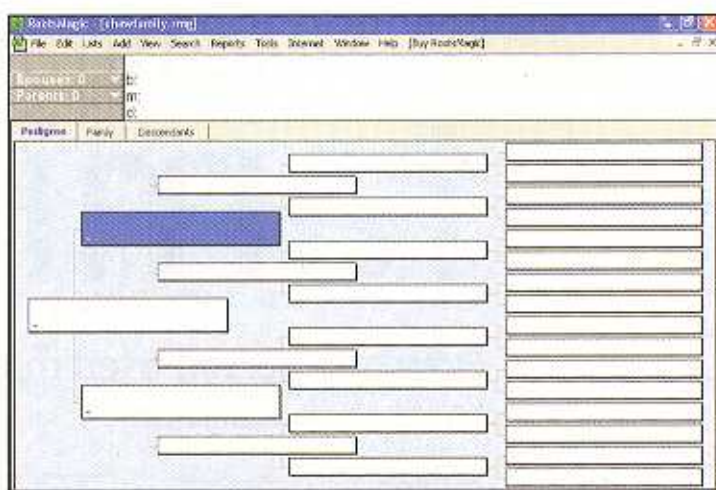 RootsMagic - [shawfamily.rmg]
File Edit Lists Add View Search Reports Tools Internet Window Help [Buy RootsMagic]
Spouses: 0 b:
Parents: 0 m:
d:
Pedigree Family Descendants